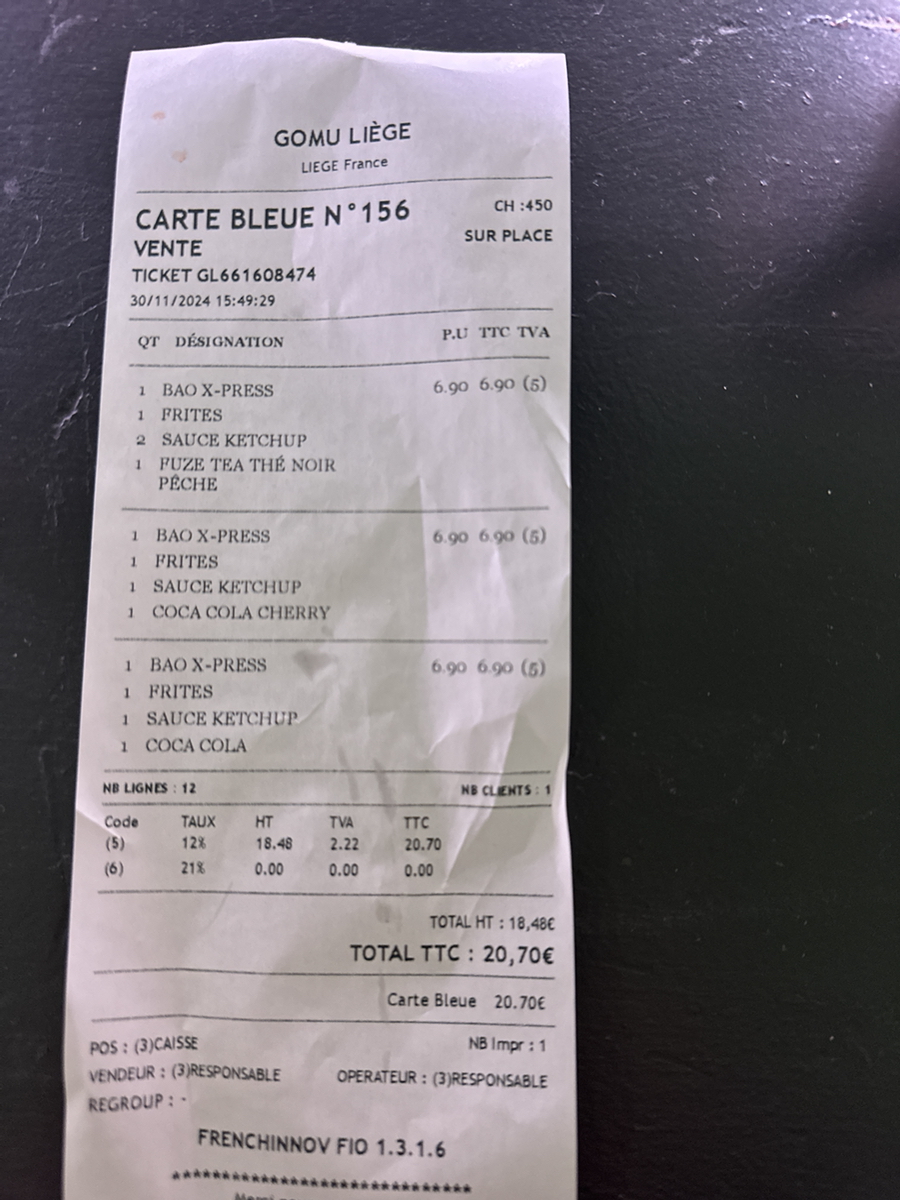 GOMU LIÈGE
LIEGE France
CARTE BLEUE N°156 CH :450
VENTE SUR PLACE
TICKET GL661608474
30/11/2024 15:49:29
QT DÉSIGNATION P.U TTC TVA
1 BAO X-PRESS 6.90 6.90 (5)
1 FRITES
2 SAUCE KETCHUP
1 FUZE TEA THÉ NOIR
PÊCHE
1 BAO X-PRESS 6.90 6.90 (5)
1 FRITES
1 SAUCE KETCHUP
1 COCA COLA CHERRY
1 BAO X-PRESS 6.90 6.90 (5)
1 FRITES
1 SAUCE KETCHUP
1 COCA COLA
NB LIGNES : 12 NB CLIENTS : 1
Code TAUX HT TVA TTC
(5) 12% 18.48 2.22 20.70
(6) 21% 0.00 0.00 0.00
TOTAL HT : 18,48€
TOTAL TTC : 20,70€
Carte Bleue 20.70€
POS : (3)CAISSE NB Impr : 1
VENDEUR : (3)RESPONSABLE OPERATEUR : (3)RESPONSABLE
REGROUP : -
FRENCHINNOV FIO 1.3.1.6
******************************
Merci